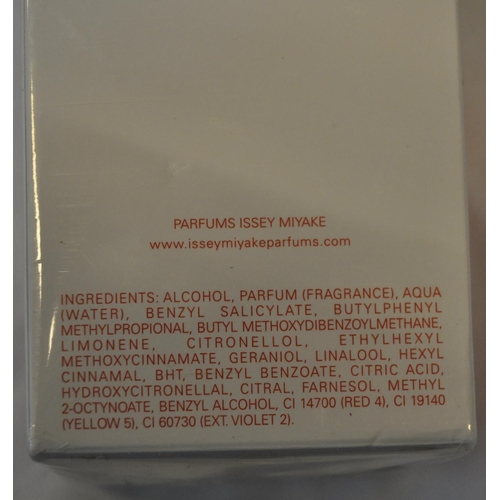 PARFUMS ISSEY MIYAKE
www.isseymiyakeparfums.com
INGREDIENTS: ALCOHOL, PARFUM (FRAGRANCE), AQUA
(WATER), BENZYL SALICYLATE, BUTYLPHENYL
METHYLPROPIONAL, BUTYL METHOXYDIBENZOYLMETHANE,
LIMONENE, CITRONELLOL, ETHYLHEXYL
METHOXYCINNAMATE, GERANIOL, LINALOOL, HEXYL
CINNAMAL, BHT, BENZYL BENZOATE, CITRIC ACID,
HYDROXYCITRONELLAL, CITRAL, FARNESOL, METHYL
2-OCTYNOATE, BENZYL ALCOHOL, CI 14700 (RED 4), CI 19140
(YELLOW 5), CI 60730 (EXT. VIOLET 2).